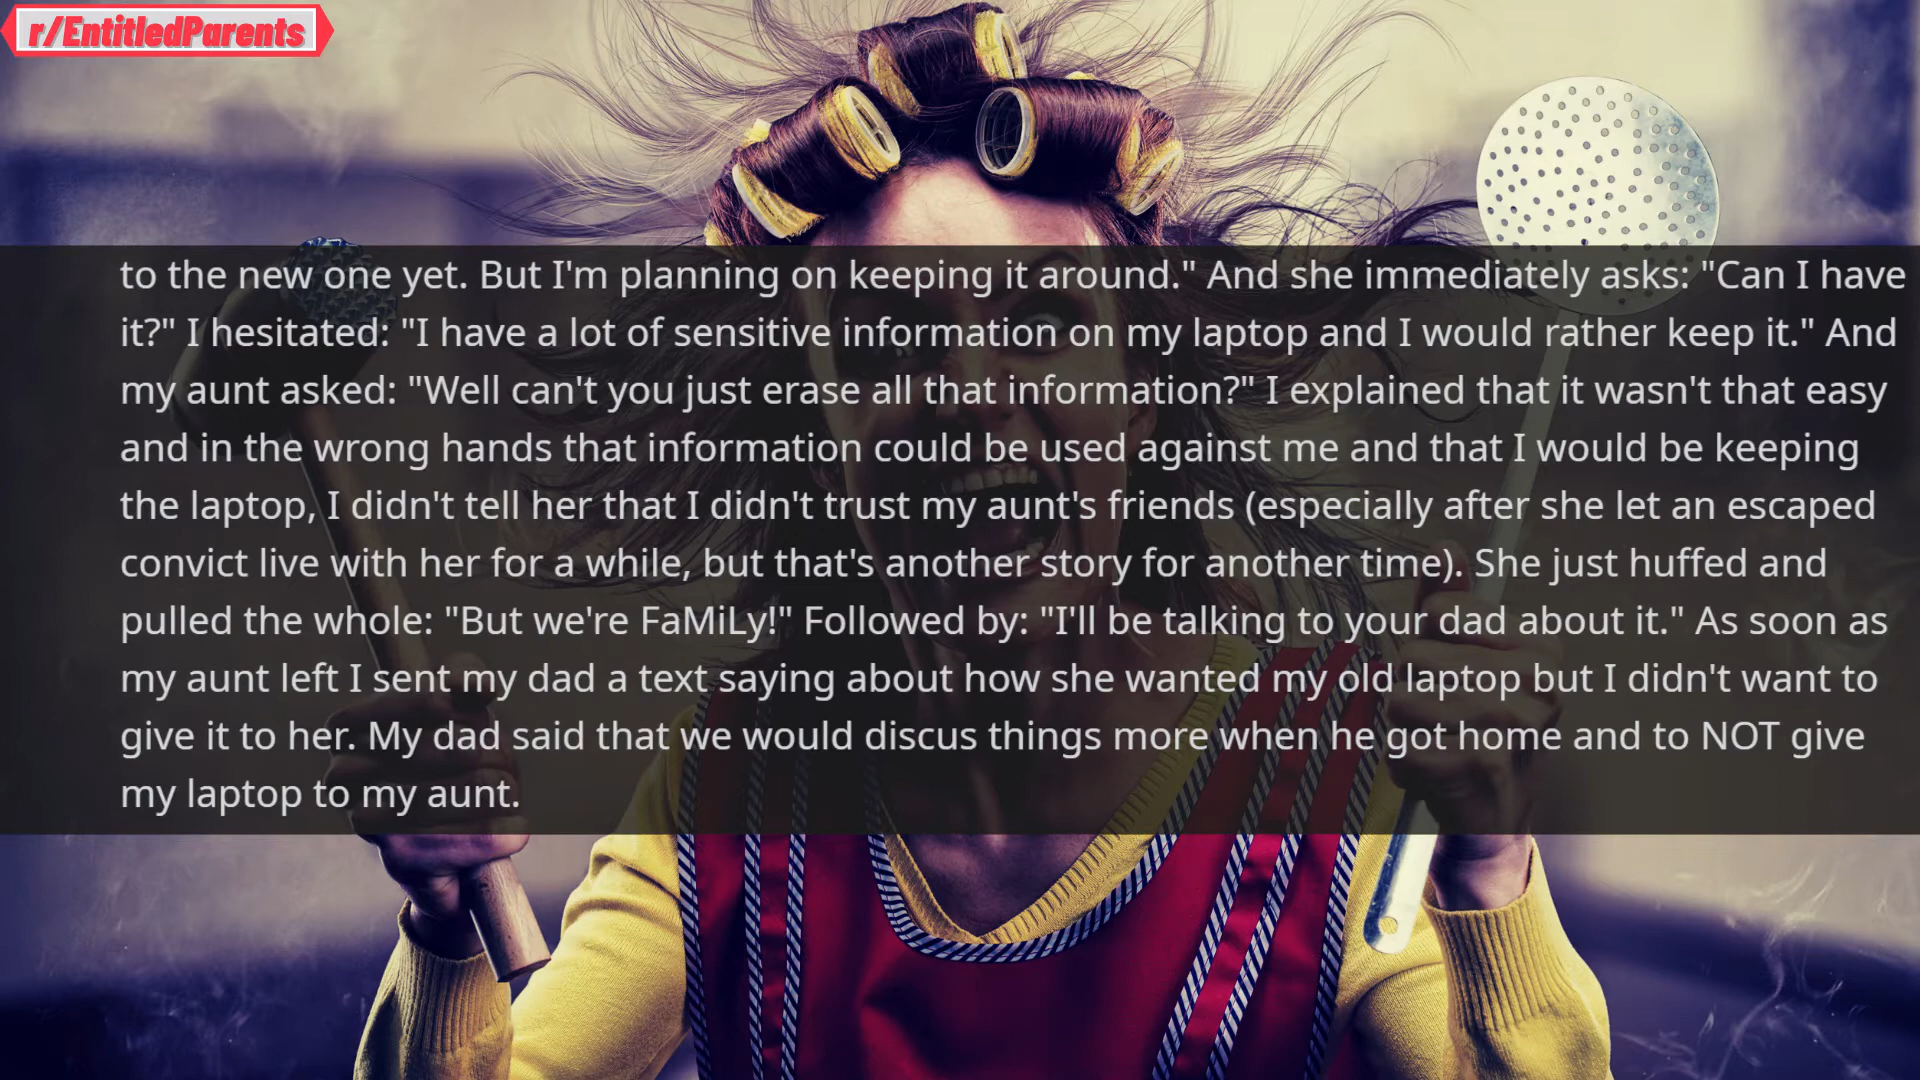 r/EntitledParents
to the new one yet. But I'm planning on keeping it around." And she immediately asks: "Can I have
it?" I hesitated: "I have a lot of sensitive information on my laptop and I would rather keep it." And
my aunt asked: "Well can't you just erase all that information?" I explained that it wasn't that easy
and in the wrong hands that information could be used against me and that I would be keeping
the laptop, I didn't tell her that I didn't trust my aunt's friends (especially after she let an escaped
convict live with her for a while, but that's another story for another time). She just huffed and
pulled the whole: "But we're FaMiLy!" Followed by: "I'll be talking to your dad about it." As soon as
my aunt left I sent my dad a text saying about how she wanted my old laptop but I didn't want to
give it to her. My dad said that we would discus things more when he got home and to NOT give
my laptop to my aunt.